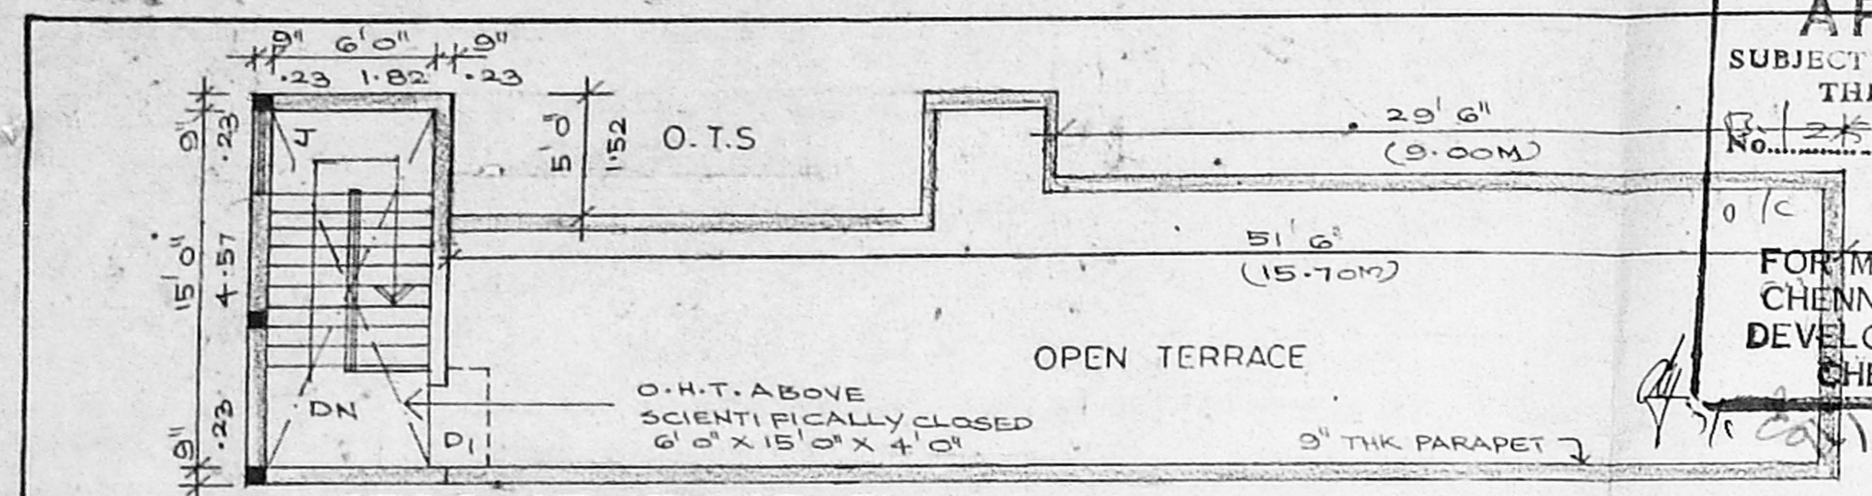 9" 6'0" 9"
.23 1.82 .23
9"
.23
J
5'0"
1.52
O.T.S
29' 6"
(9.00M)
SUBJECT
No.
15'0"
4.57
51' 6"
(15.70M)
O/C
FOR M
CHENN
DEVELO
CHE
OPEN TERRACE
O.H.T. ABOVE
SCIENTIFICALLY CLOSED
6'0" X 15'0" X 4'0"
DN
D1
9" THK PARAPET
9"
.23